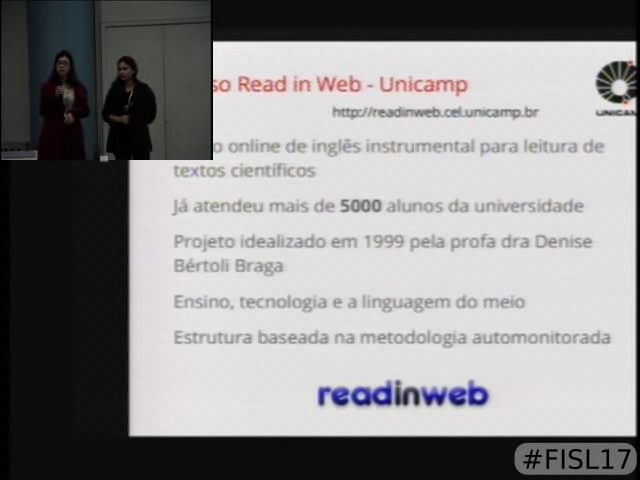 so Read in Web - Unicamp
UNICAM
http://readinweb.cel.unicamp.br
o online de inglês instrumental para leitura de
textos científicos
Já atendeu mais de 5000 alunos da universidade
Projeto idealizado em 1999 pela profa dra Denise
Bértoli Braga
Ensino, tecnologia e a linguagem do meio
Estrutura baseada na metodologia automonitorada
readinweb
#FISL17